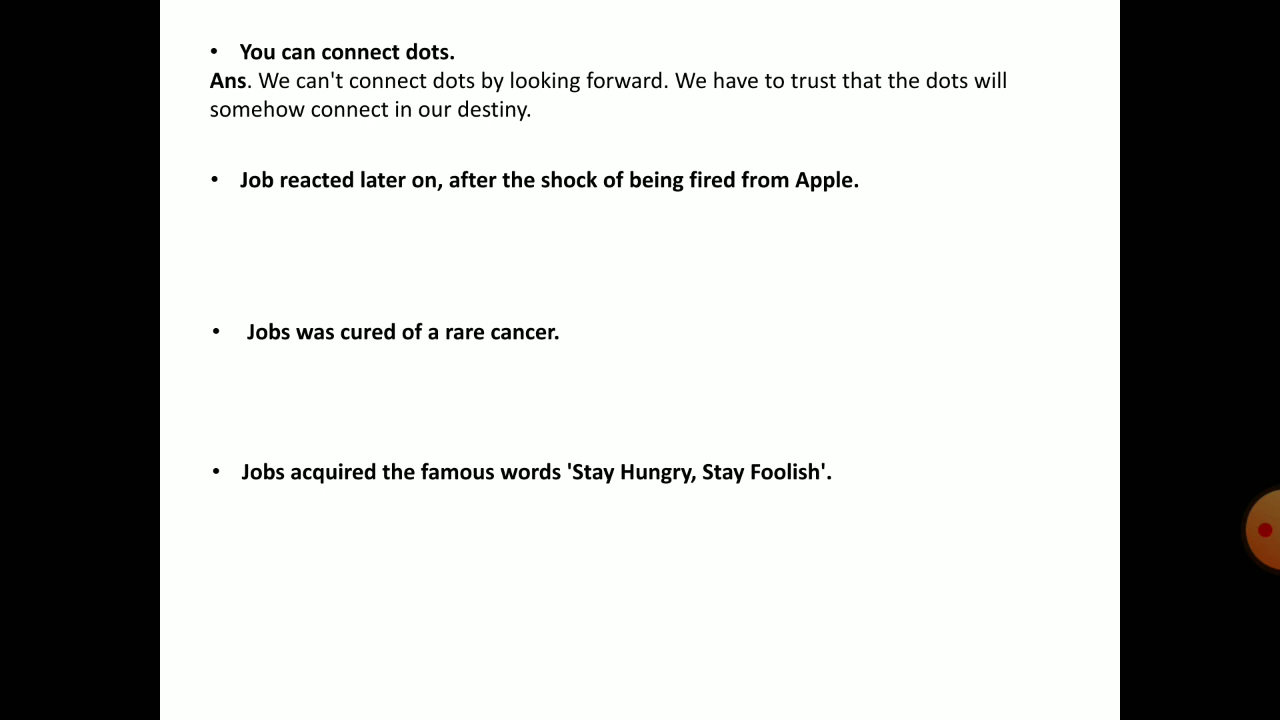 • You can connect dots.
Ans. We can't connect dots by looking forward. We have to trust that the dots will
somehow connect in our destiny.
• Job reacted later on, after the shock of being fired from Apple.
• Jobs was cured of a rare cancer.
• Jobs acquired the famous words 'Stay Hungry, Stay Foolish'.